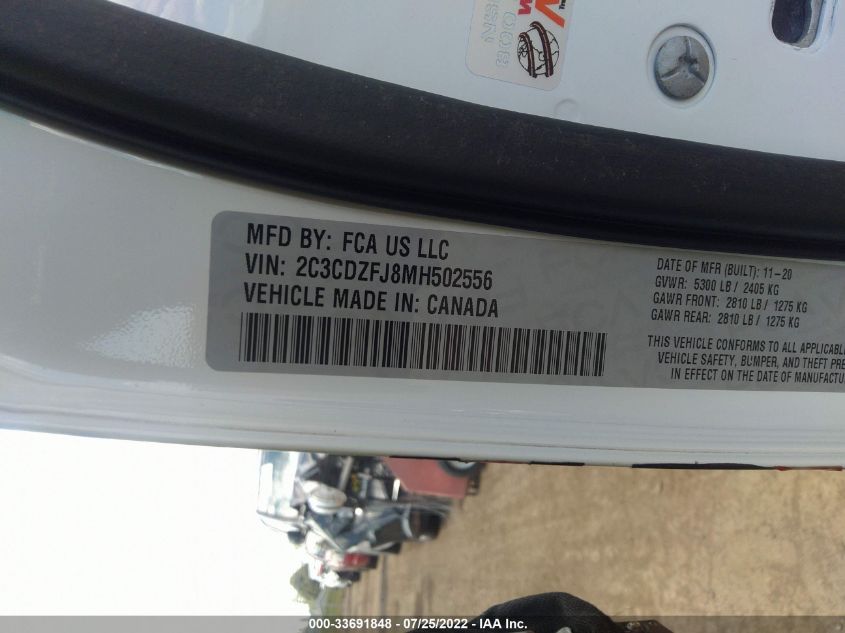 MFD BY: FCA US LLC
VIN: 2C3CDZFJ8MH502556
VEHICLE MADE IN: CANADA
DATE OF MFR (BUILT): 11-20
GVWR: 5300 LB / 2405 KG
GAWR FRONT: 2810 LB / 1275 KG
GAWR REAR: 2810 LB / 1275 KG
THIS VEHICLE CONFORMS TO ALL APPLICABLE
VEHICLE SAFETY, BUMPER, AND THEFT PRE
IN EFFECT ON THE DATE OF MANUFACTU
000-33691848 - 07/25/2022 - IAA Inc.